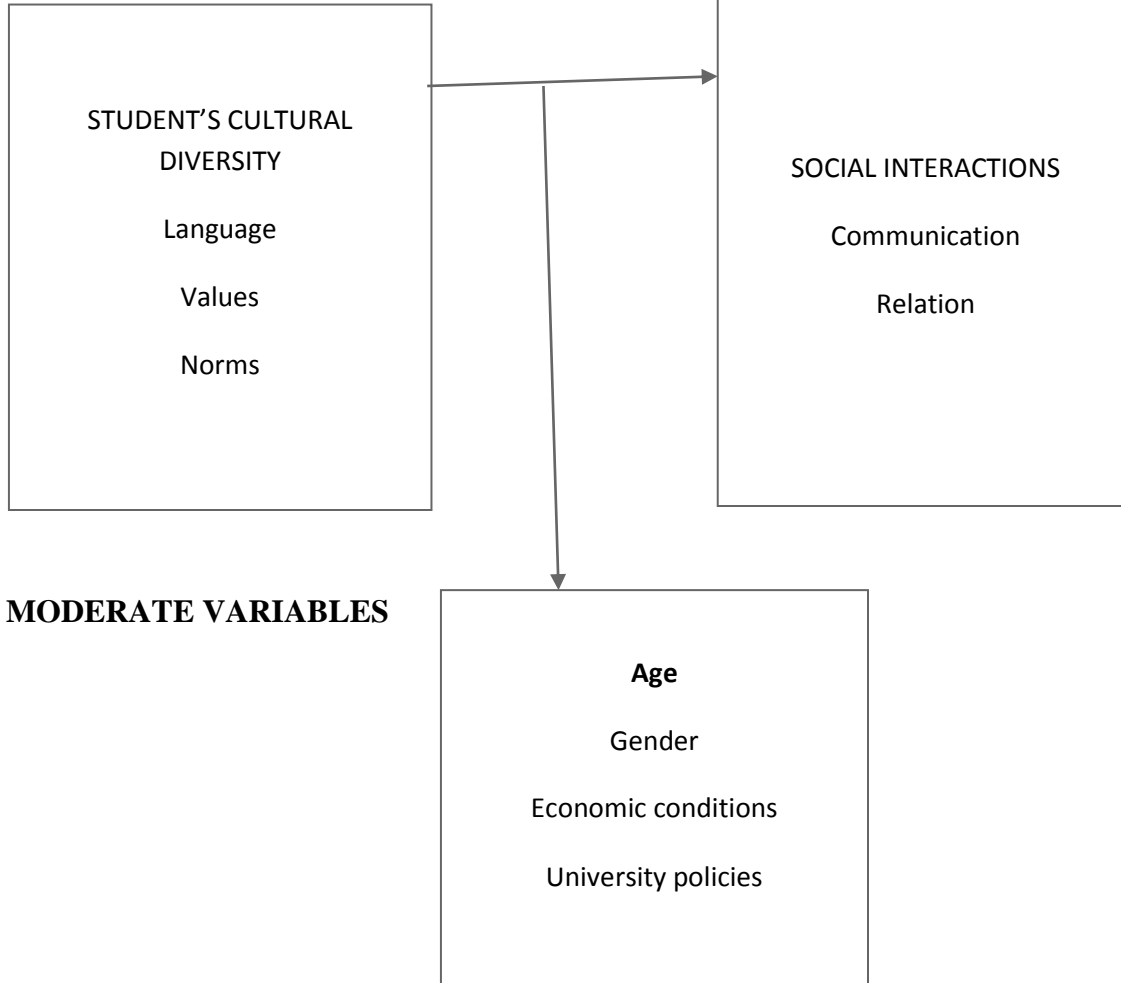 STUDENT’S CULTURAL
DIVERSITY
Language
Values
Norms
SOCIAL INTERACTIONS
Communication
Relation
MODERATE VARIABLES
Age
Gender
Economic conditions
University policies